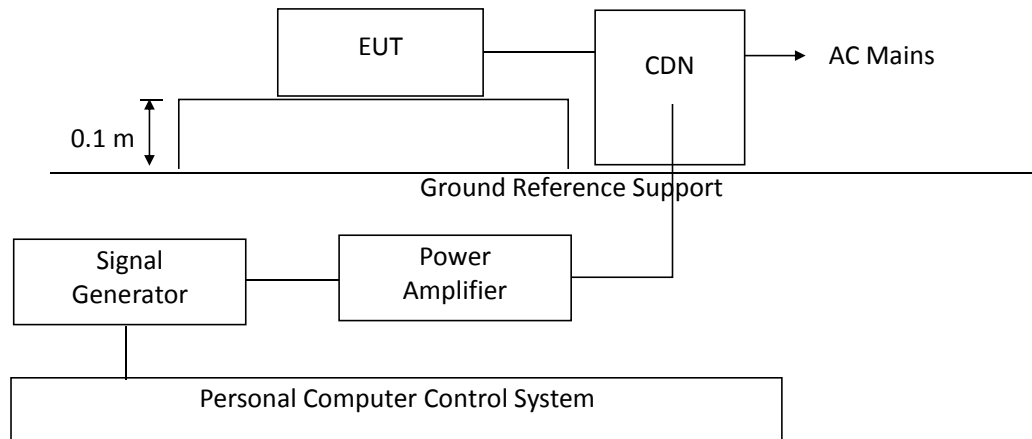 EUT
CDN
AC Mains
0.1 m
Ground Reference Support
Signal
Generator
Power
Amplifier
Personal Computer Control System